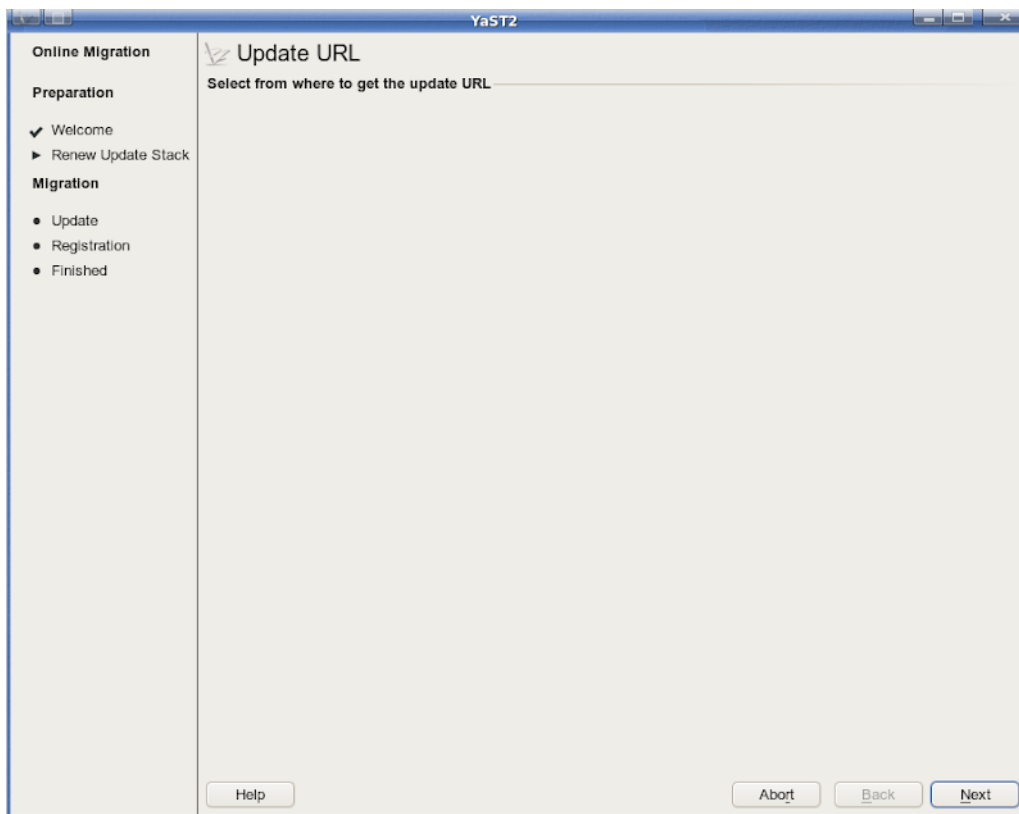 YaST2
Online Migration
Preparation
Welcome
Renew Update Stack
Migration
Update
Registration
Finished
Update URL
Select from where to get the update URL
Help
Abort
Back
Next